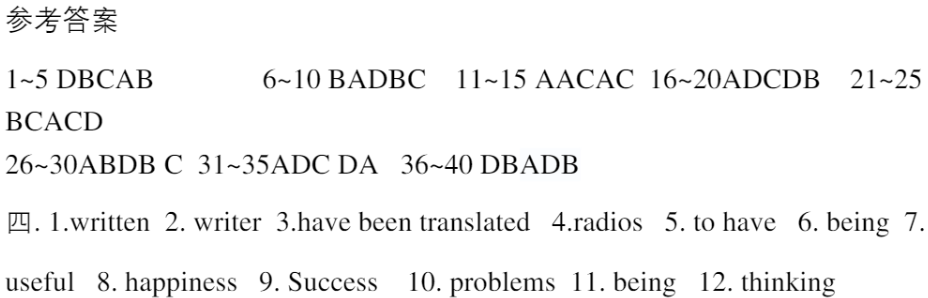 参考答案
1~5 DBCAB 6~10 BADBC 11~15 AACAC 16~20ADCDB 21~25
BCACD
26~30ABDB C 31~35ADC DA 36~40 DBADB
四. 1.written 2. writer 3.have been translated 4.radios 5. to have 6. being 7.
useful 8. happiness 9. Success 10. problems 11. being 12. thinking